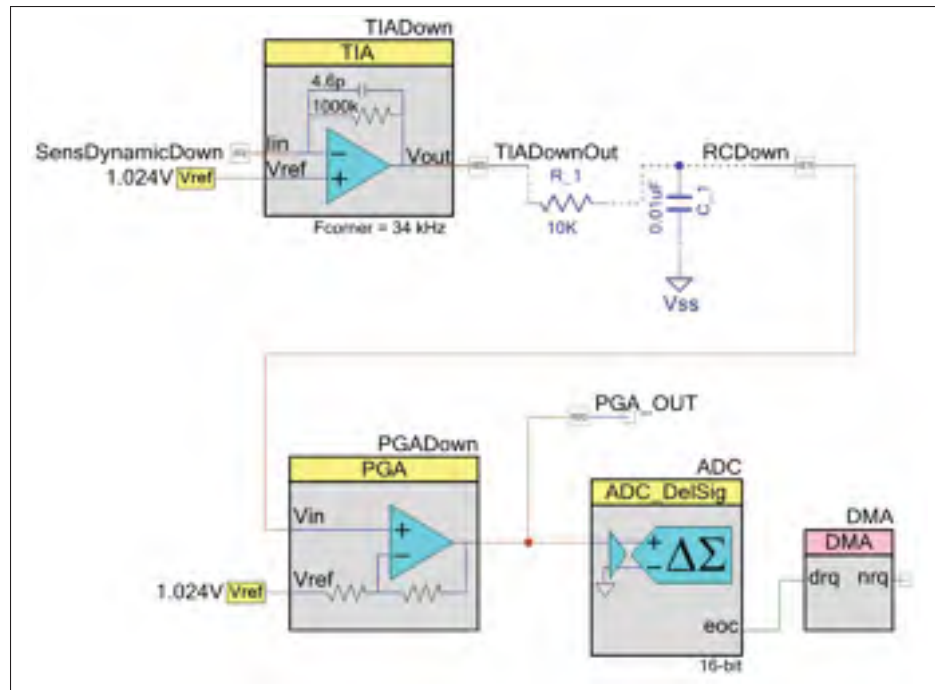 TIADown
TIA
4.6p
1000k
SensDynamicDown
Iin
Vref
Vout
1.024V Vref
Fcorner = 34 kHz
TIADownOut
R_1
10K
RCDown
0.01uF
C_1
Vss
PGA_OUT
PGADown
PGA
Vin
Vref
1.024V Vref
ADC
ADC_DelSig
ΔΣ
eoc
16-bit
DMA
DMA
drq nrq